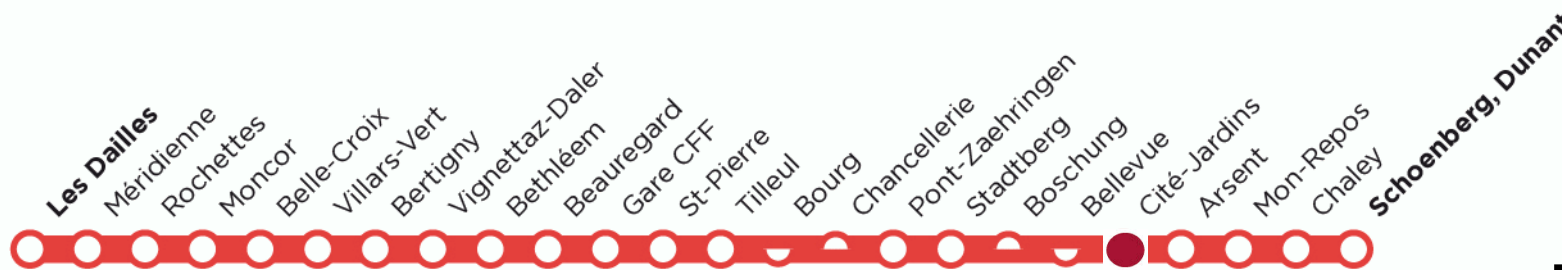 Les Dailles
Méridienne
Rochettes
Moncor
Belle-Croix
Villars-Vert
Bertigny
Vignettaz-Daler
Bethléem
Beauregard
Gare CFF
St-Pierre
Tilleul
Bourg
Chancellerie
Pont-Zaehringen
Stadtberg
Boschung
Bellevue
Cité-Jardins
Arsent
Mon-Repos
Chaley
Schoenberg, Dunant